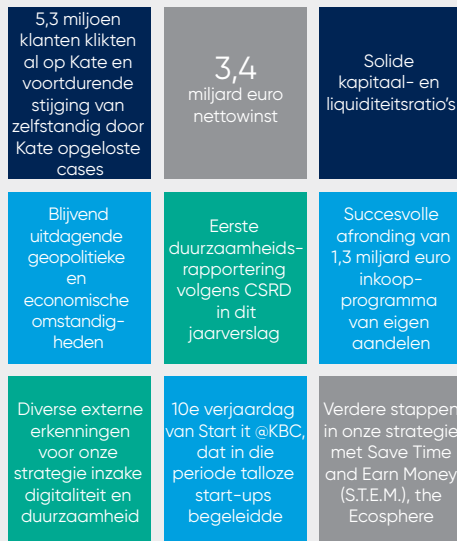 5,3 miljoen
klanten klikten
al op Kate en
voortdurende
stijging van
zelfstandig door
Kate opgeloste
cases
3,4
miljard euro
nettowinst
Solide
kapitaal- en
liquiditeitsratio's
Blijvend
uitdagende
geopolitieke
en
economische
omstandig-
heden
Eerste
duurzaamheids-
rapportering
volgens CSRD
in dit
jaarverslag
Succesvolle
afronding van
1,3 miljard euro
inkoop-
programma
van eigen
aandelen
Diverse externe
erkenningen
voor onze
strategie inzake
digitaliteit en
duurzaamheid
10e verjaardag
van Start it @KBC,
dat in die
periode talloze
start-ups
begeleidde
Verdere stappen
in onze strategie
met Save Time
and Earn Money
(S.T.E.M.), the
Ecosphere